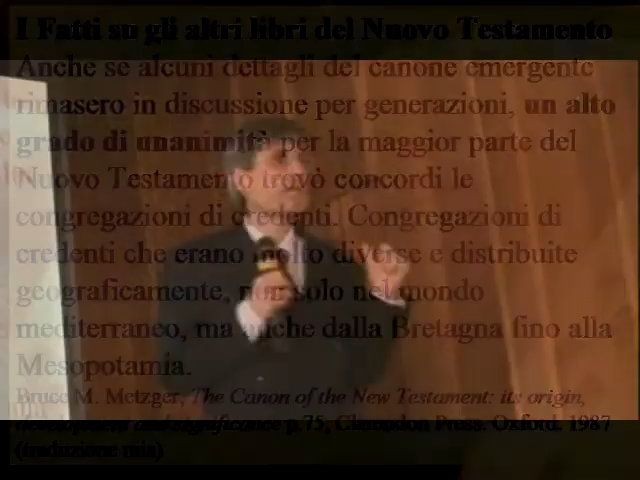 I Fatti su gli altri libri del Nuovo Testamento
Anche se alcuni dettagli del canone emergente
rimasero in discussione per generazioni, un alto
grado di unanimità per la maggior parte del
Nuovo Testamento trovò concordi le
congregazioni di credenti. Congregazioni di
credenti che erano molto diverse e distribuite
geograficamente, non solo nel mondo
mediterraneo, ma anche dalla Bretagna fino alla
Mesopotamia.
Bruce M. Metzger, The Canon of the New Testament: its origin,
development and significance p.75, Clarendon Press. Oxford. 1987
(traduzione mia)